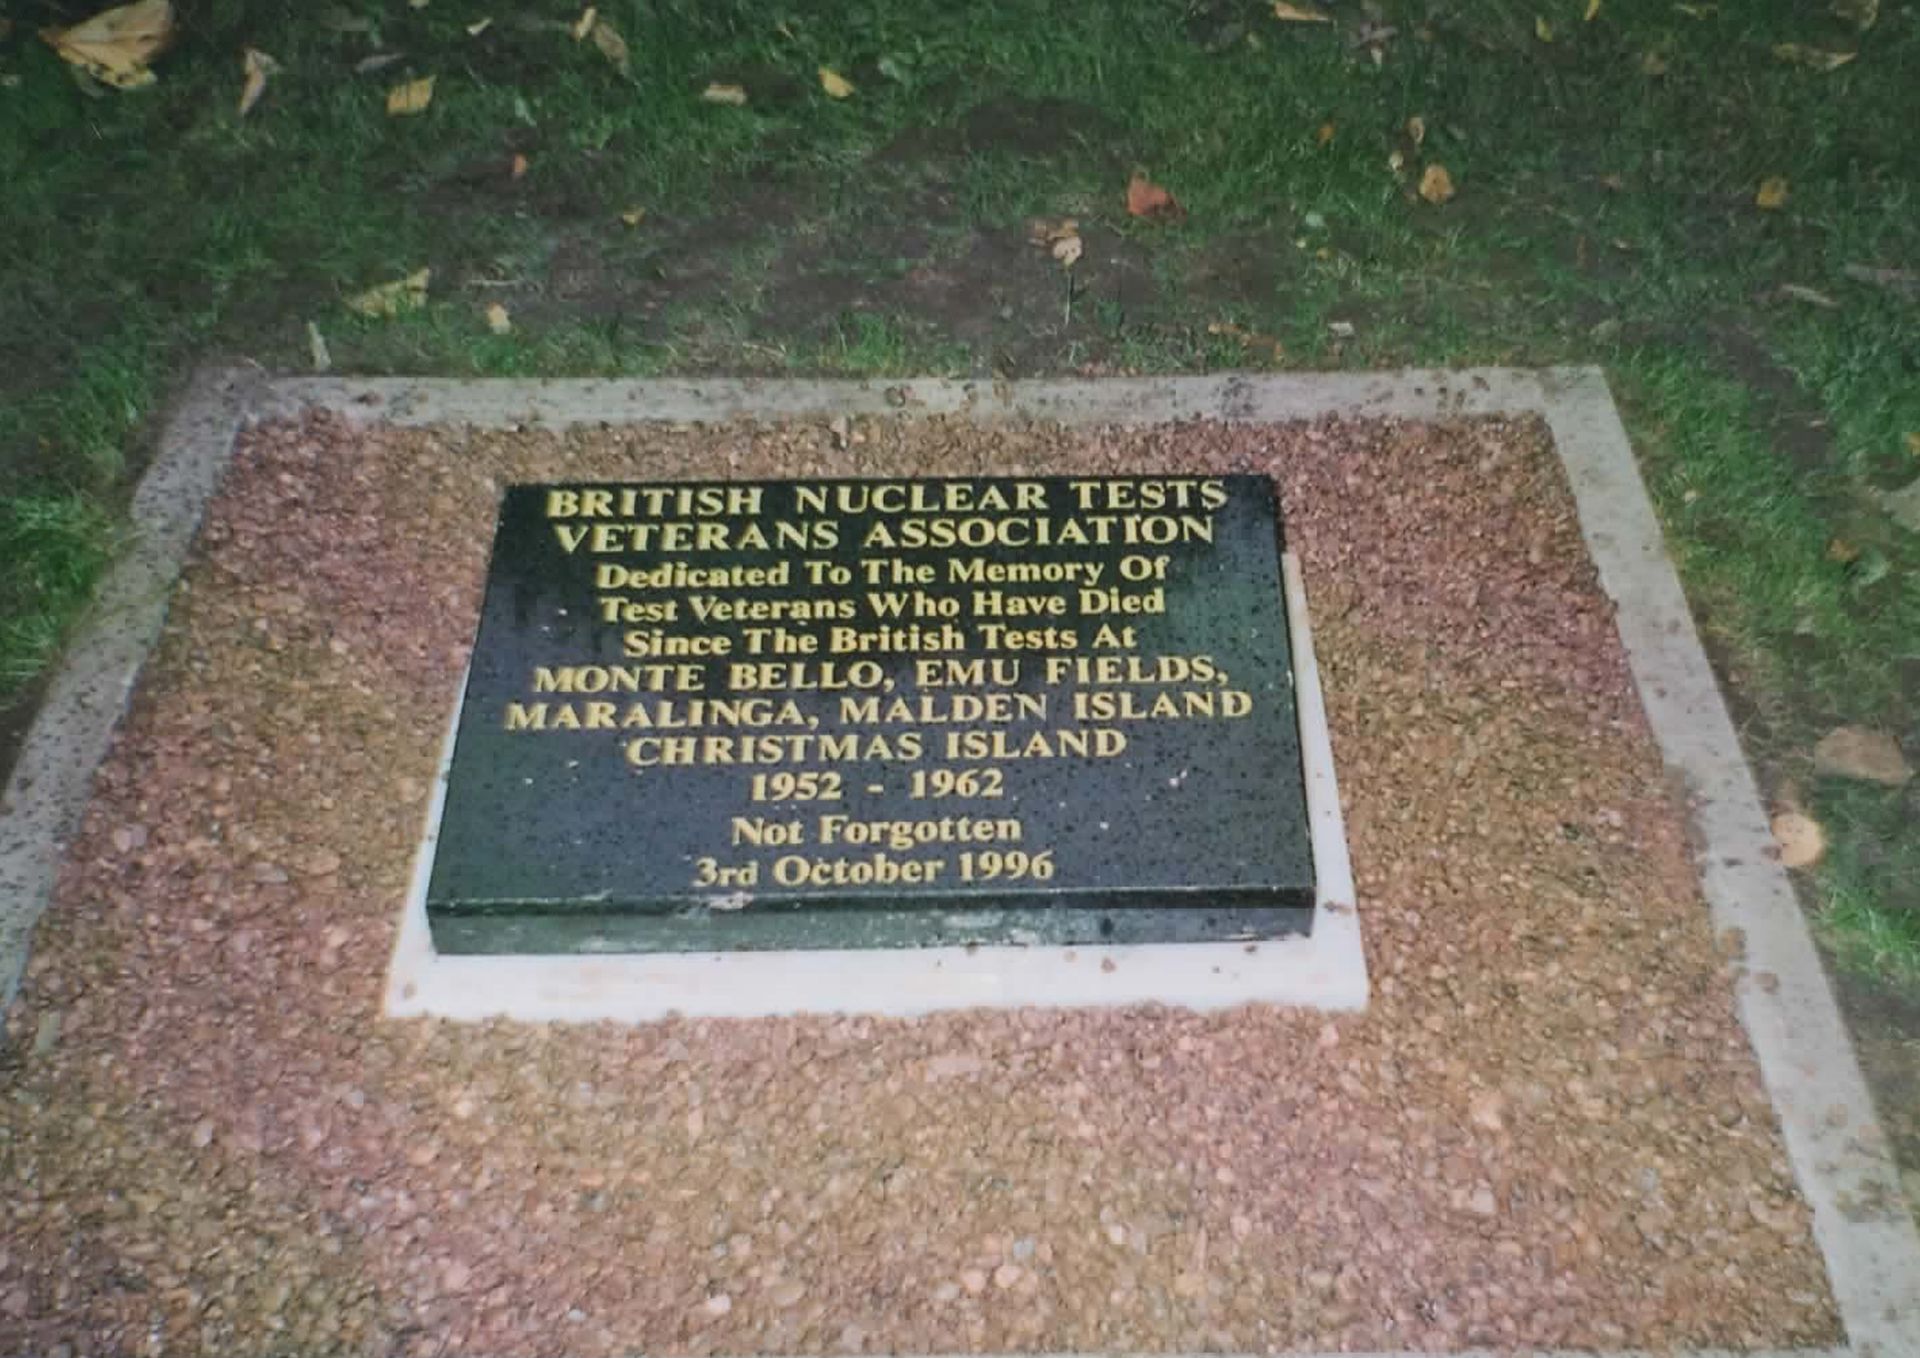 BRITISH NUCLEAR TESTS
VETERANS ASSOCIATION
Dedicated To The Memory Of
Test Veterans Who Have Died
Since The British Tests At
MONTE BELLO, EMU FIELDS,
MARALINGA, MALDEN ISLAND
CHRISTMAS ISLAND
1952 - 1962
Not Forgotten
3rd October 1996